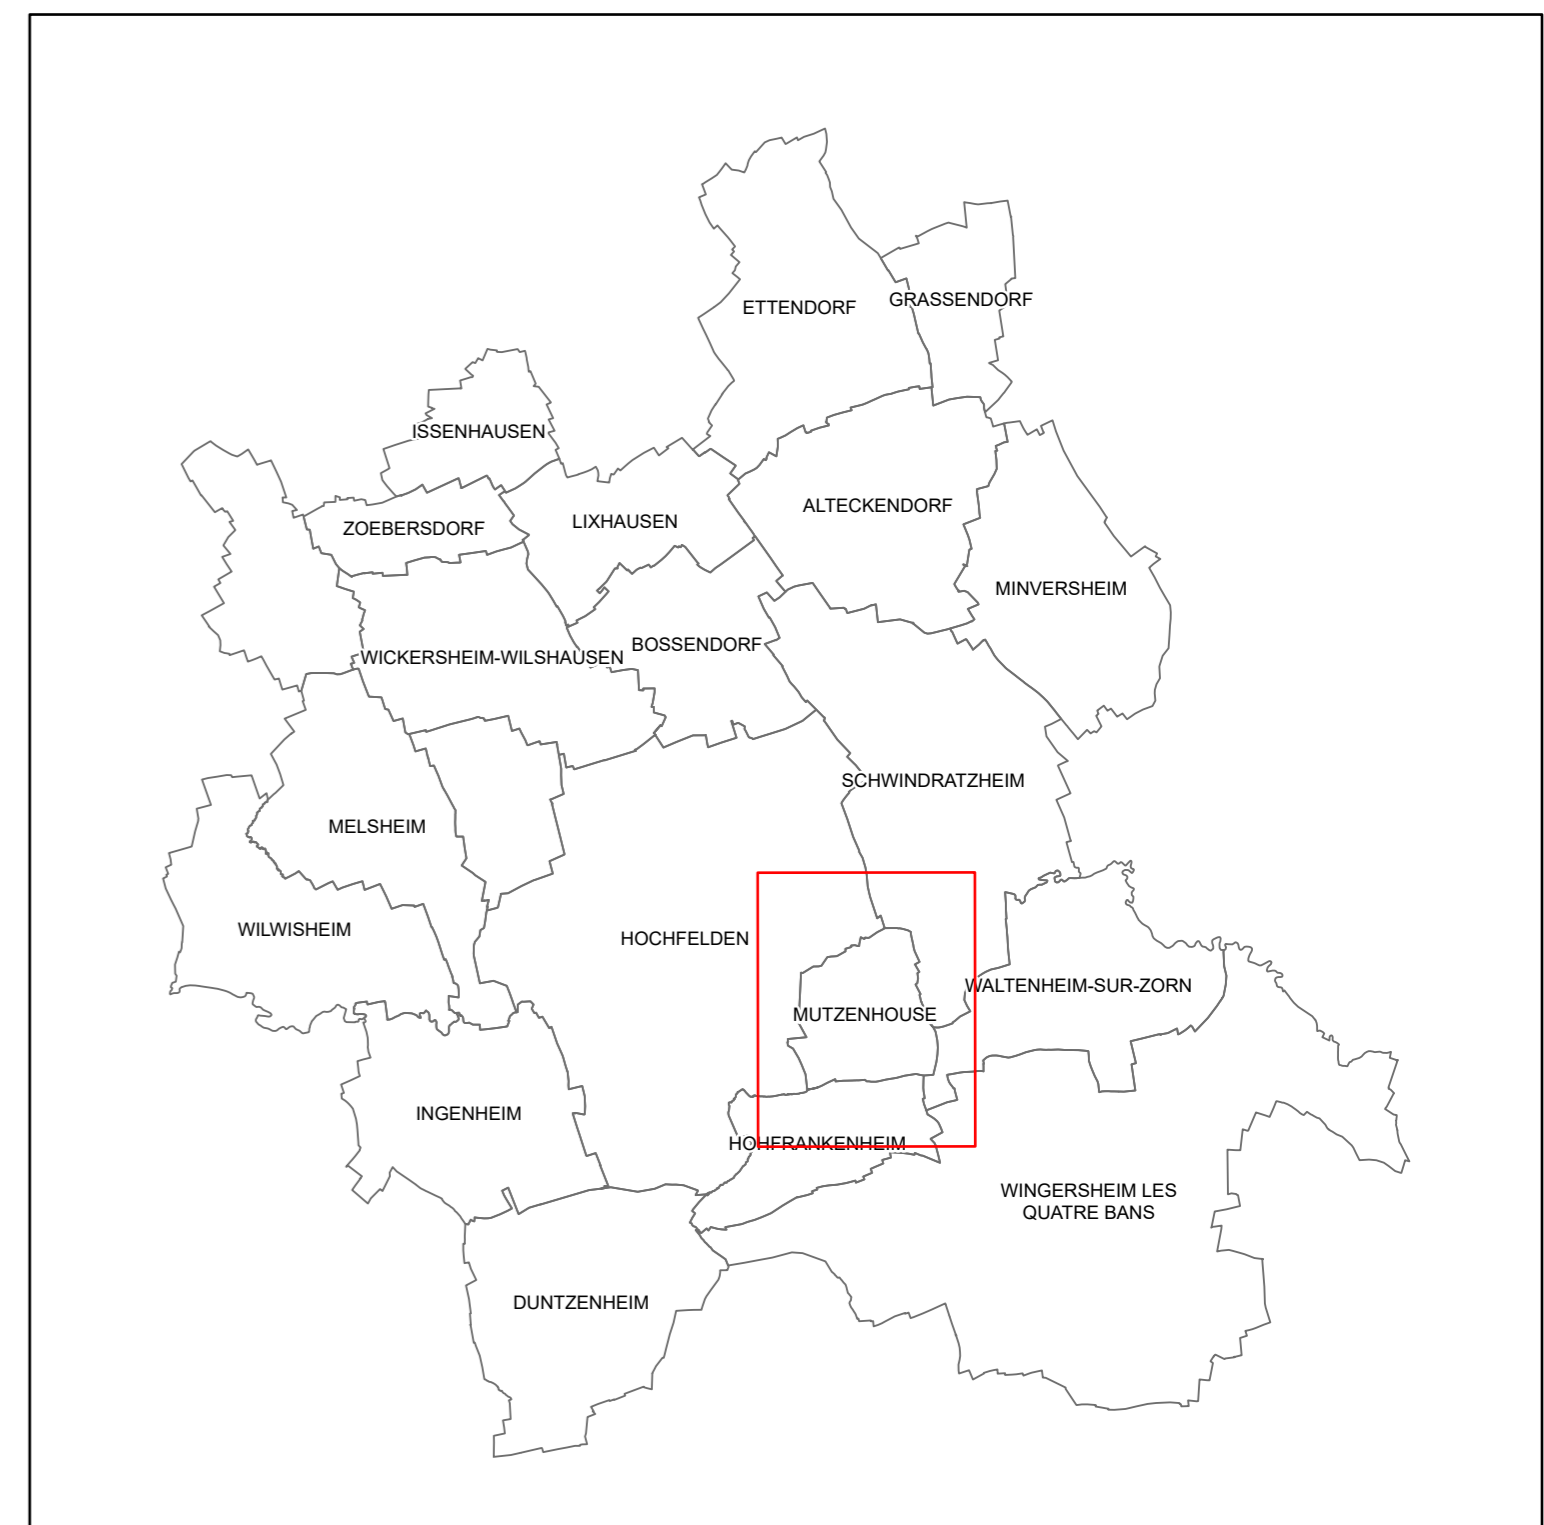 GRASSENDORF
ETTENDORF
ISSENHAUSEN
ALTECKENDORF
LIXHAUSEN
ZOEBERSDORF
MINVERSHEIM
BOSSENDORF
WICKERSHEIM-WILSHAUSEN
SCHWINDRATZHEIM
MELSHEIM
WILWISHEIM
HOCHFELDEN
WALTENHEIM-SUR-ZORN
MUTZENHOUSE
INGENHEIM
HOHFRANKENHEIM
WINGERSHEIM LES
QUATRE BANS
DUNTZENHEIM